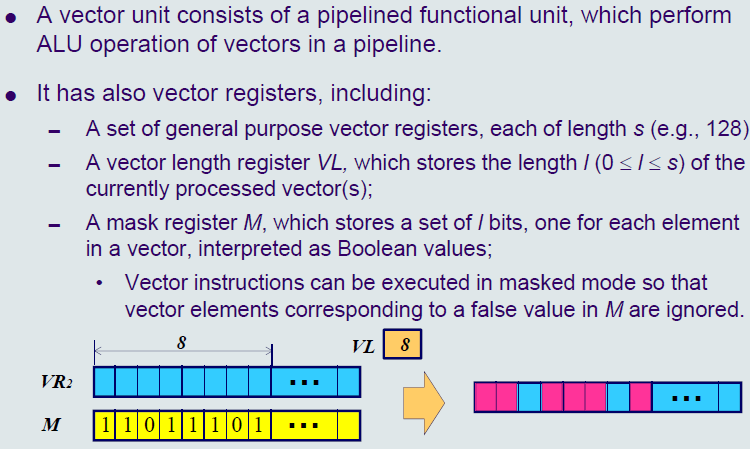 • A vector unit consists of a pipelined functional unit, which perform
ALU operation of vectors in a pipeline.
• It has also vector registers, including:
– A set of general purpose vector registers, each of length s (e.g., 128)
– A vector length register VL, which stores the length l (0 ≤ l ≤ s) of the
currently processed vector(s);
– A mask register M, which stores a set of l bits, one for each element
in a vector, interpreted as Boolean values;
• Vector instructions can be executed in masked mode so that
vector elements corresponding to a false value in M are ignored.
8
VL 8
VR2 ...
...
M 1 1 0 1 1 1 0 1 ...